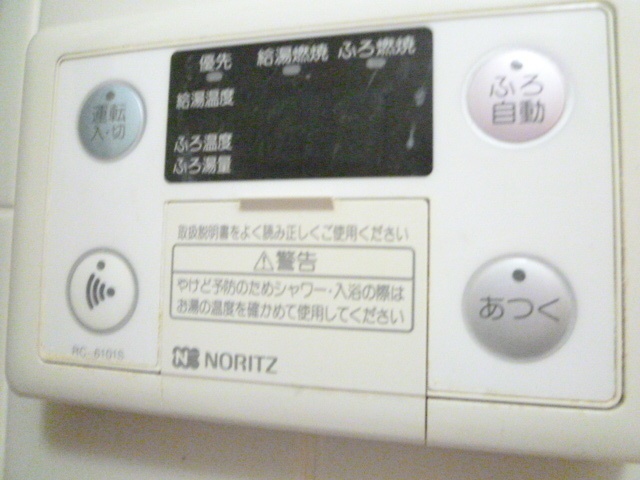 優先 給湯燃焼 ふろ燃焼
給湯温度
ふろ温度
ふろ湯量
運転
入・切
ふろ
自動
取扱説明書をよく読み正しくご使用ください
⚠警告
やけど予防のためシャワー・入浴の際は
お湯の温度を確かめて使用してください
あつく
NORITZ
RC-6101S